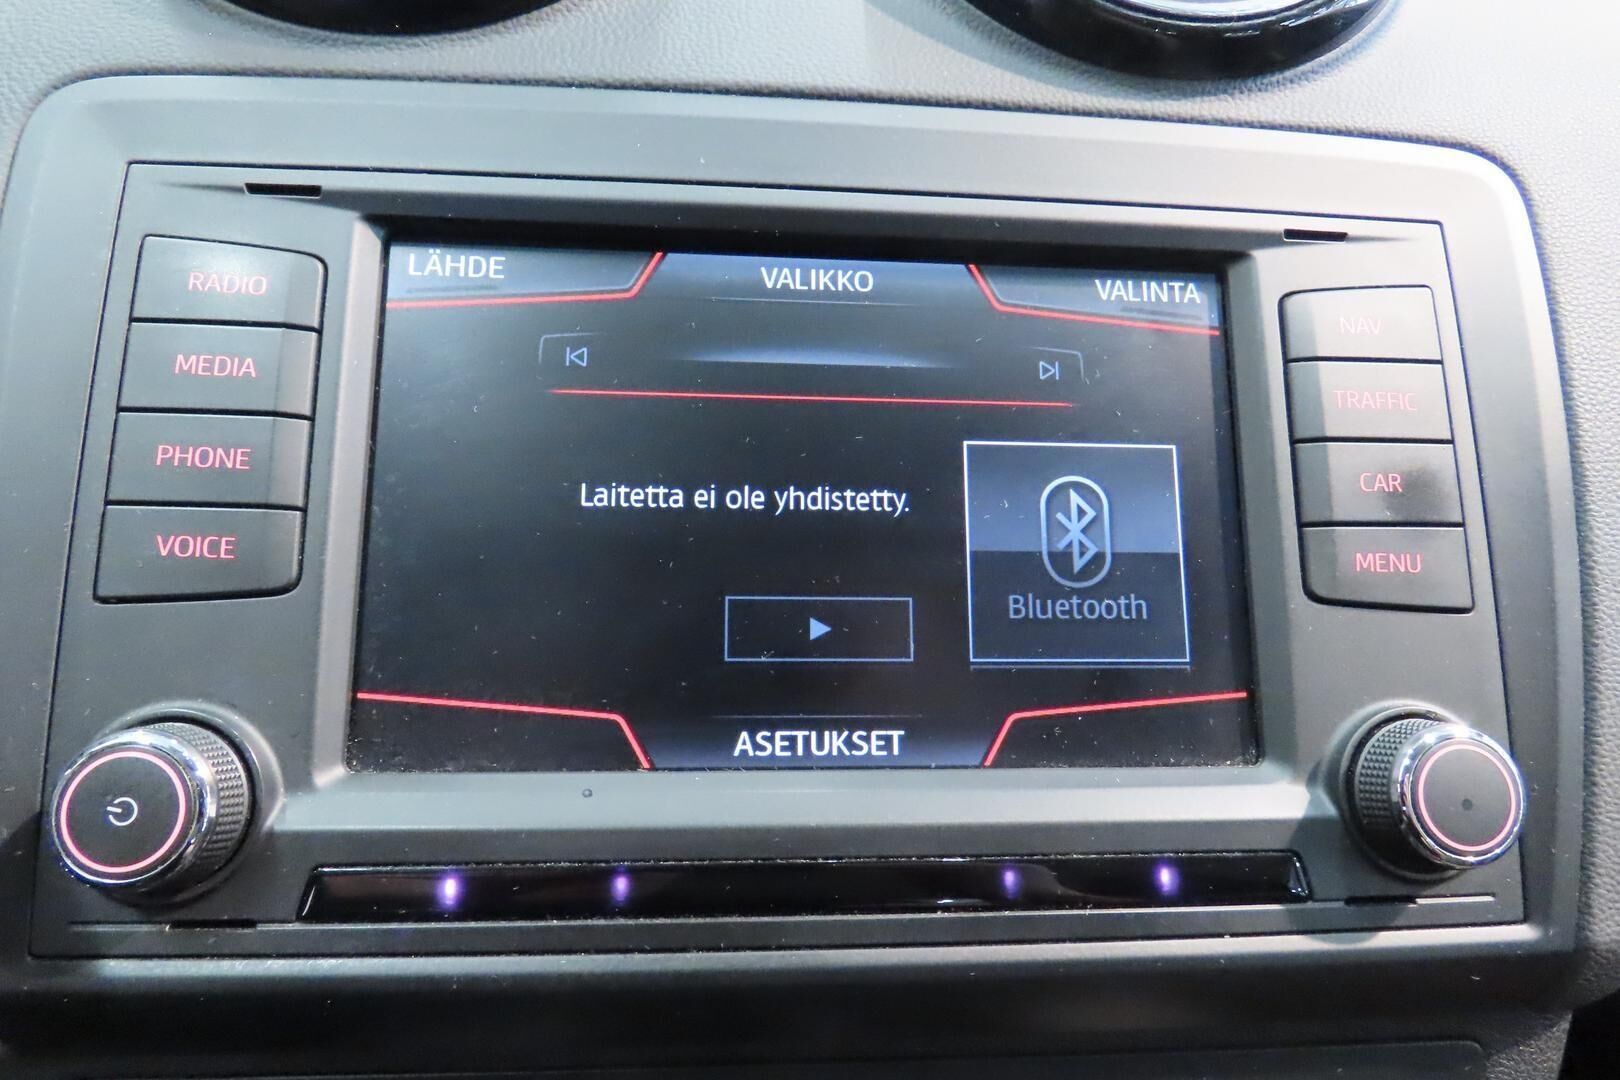 RADIO
MEDIA
PHONE
VOICE
LÄHDE
VALIKKO
VALINTA
Laitetta ei ole yhdistetty.
Bluetooth
ASETUKSET
NAV
TRAFFIC
CAR
MENU